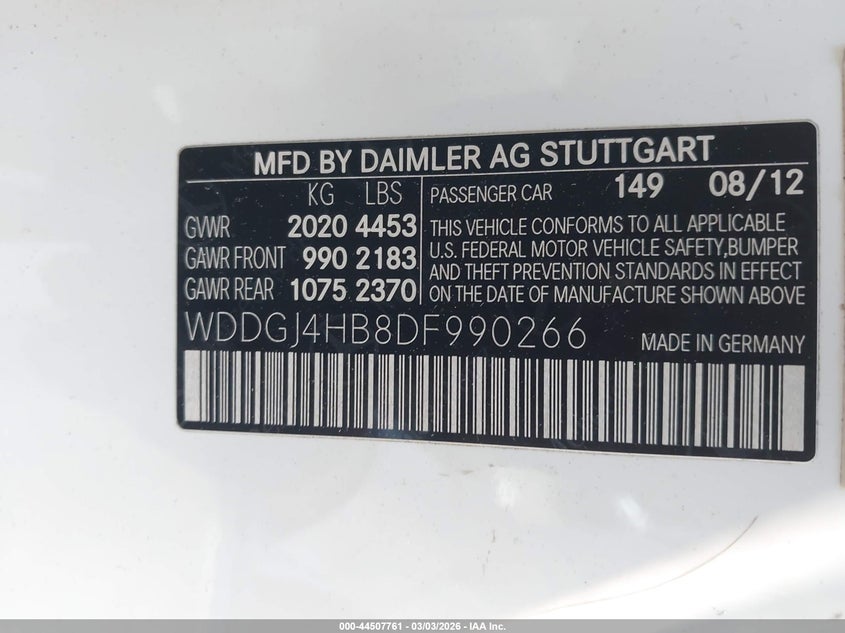 MFD BY DAIMLER AG STUTTGART
KG LBS
GVWR 2020 4453
GAWR FRONT 990 2183
GAWR REAR 1075 2370
PASSENGER CAR 149 08/12
THIS VEHICLE CONFORMS TO ALL APPLICABLE
U.S. FEDERAL MOTOR VEHICLE SAFETY,BUMPER
AND THEFT PREVENTION STANDARDS IN EFFECT
ON THE DATE OF MANUFACTURE SHOWN ABOVE
WDDGJ4HB8DF990266
MADE IN GERMANY
000-44507761 - 03/03/2026 - IAA Inc.